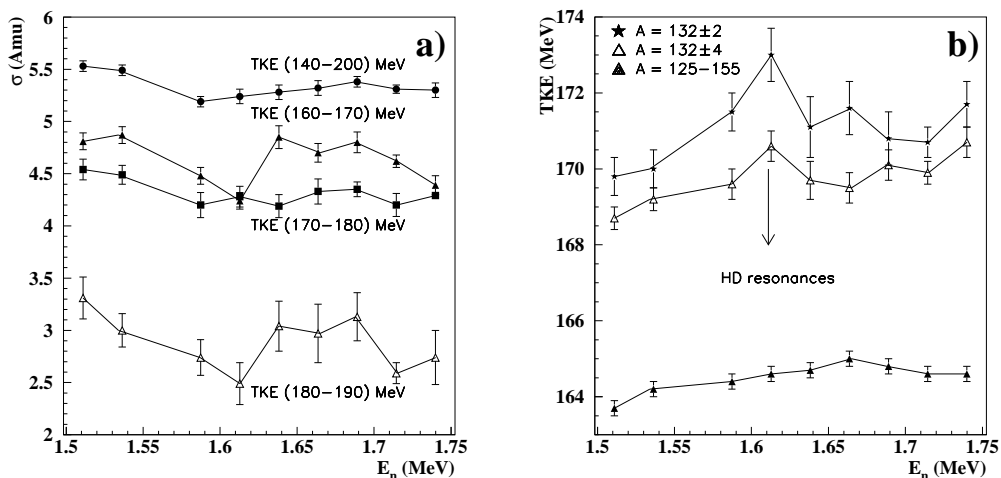 σ (Amu)
6
5.5
5
4.5
4
3.5
3
2.5
2
a)
TKE (140−200) MeV
TKE (160−170) MeV
TKE (170−180) MeV
TKE (180−190) MeV
1.5
1.55
1.6
1.65
1.7
1.75
E_n (MeV)
TKE (MeV)
174
172
170
168
166
164
b)
A = 132±2
A = 132±4
A = 125−155
HD resonances
1.5
1.55
1.6
1.65
1.7
1.75
E_n (MeV)